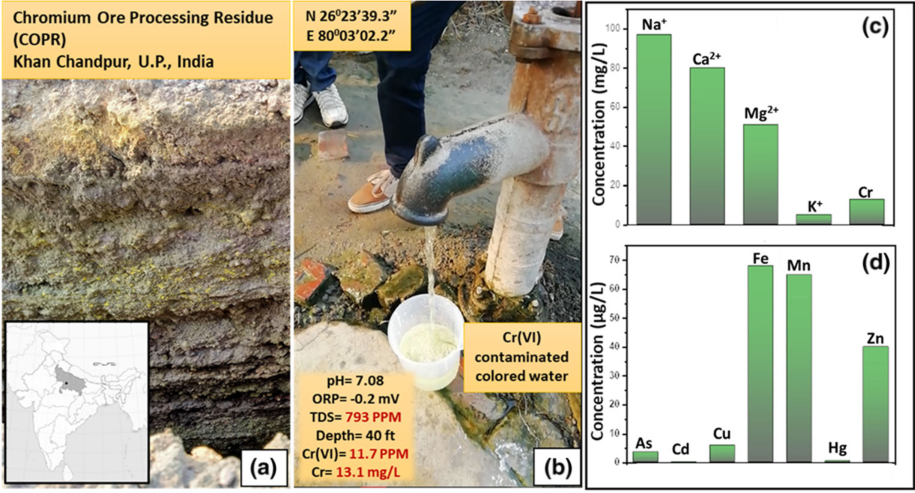 Chromium Ore Processing Residue
(COPR)
Khan Chandpur, U.P., India
(a)
N 26⁰23’39.3”
E 80⁰03’02.2”
Cr(VI)
contaminated
colored water
pH= 7.08
ORP= -0.2 mV
TDS= 793 PPM
Depth= 40 ft
Cr(VI)= 11.7 PPM
Cr= 13.1 mg/L
(b)
(c)
Concentration (mg/L)
100
80
60
40
20
0
Na⁺
Ca²⁺
Mg²⁺
K⁺
Cr
(d)
Concentration (µg/L)
70
60
50
40
30
20
10
0
As
Cd
Cu
Fe
Mn
Hg
Zn